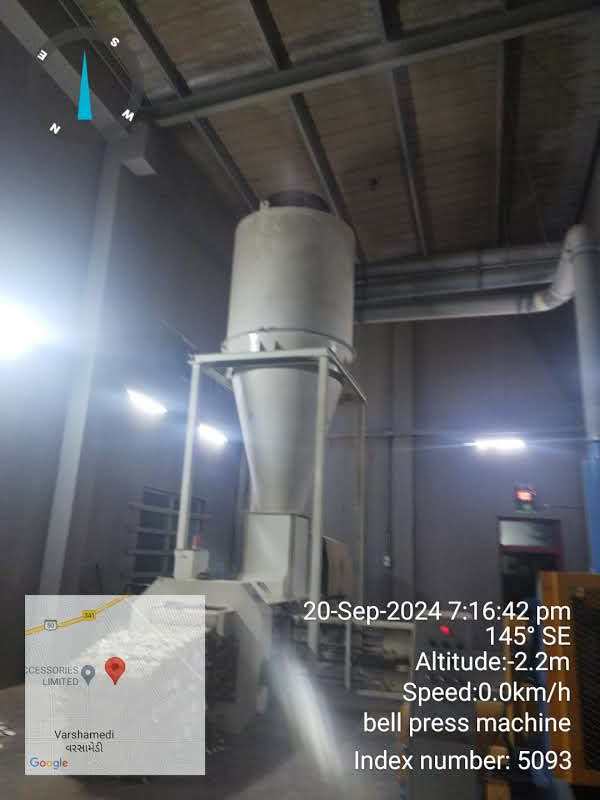 S
E
W
N
20-Sep-2024 7:16:42 pm
145° SE
Altitude:-2.2m
Speed:0.0km/h
bell press machine
Index number: 5093
341
50
CCESSORIES
LIMITED
Varshamedi
વરસામેડી
Google